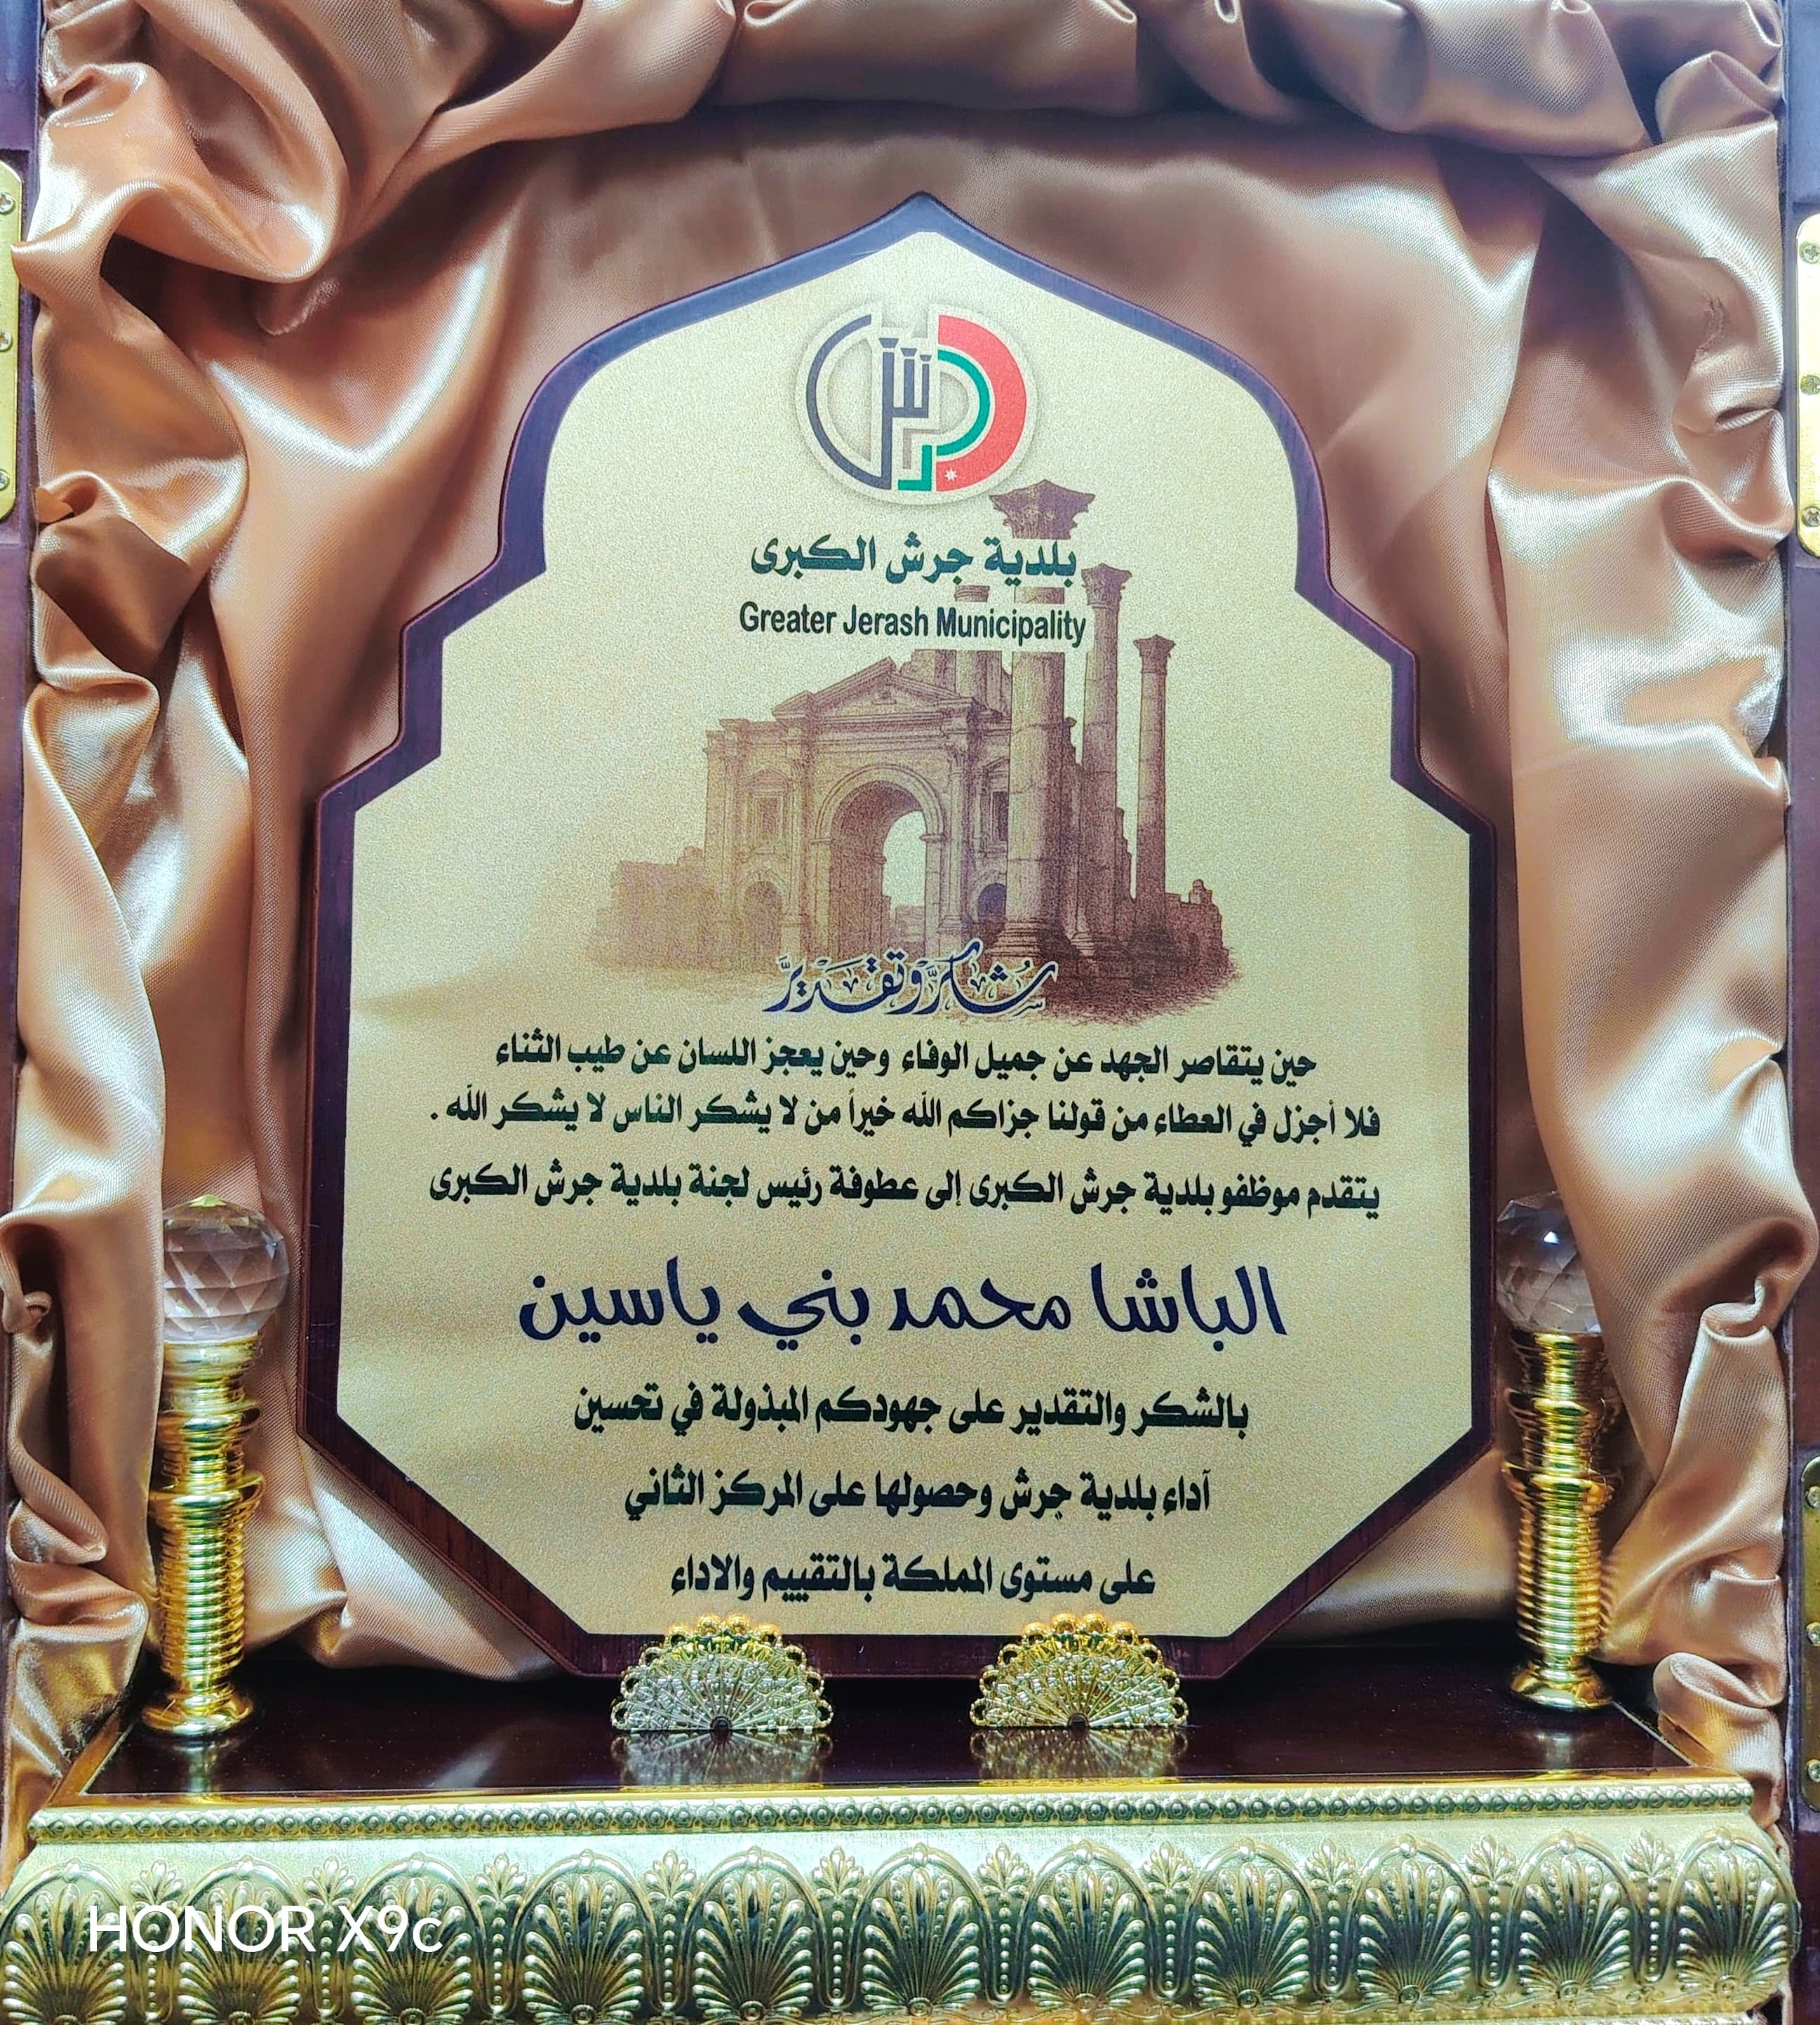 جرش
بلدية جرش الكبرى
Greater Jerash Municipality
شكر وتقدير
حين يتقاصر الجهد عن جميل الوفاء وحين يعجز اللسان عن طيب الثناء
فلا أجزل في العطاء من قولنا جزاكم الله خيراً من لا يشكر الناس لا يشكر الله .
يتقدم موظفو بلدية جرش الكبرى إلى عطوفة رئيس لجنة بلدية جرش الكبرى
الباشا محمد بني ياسين
بالشكر والتقدير على جهودكم المبذولة في تحسين
آداء بلدية جرش وحصولها على المركز الثاني
على مستوى المملكة بالتقييم والاداء
HONOR X9c